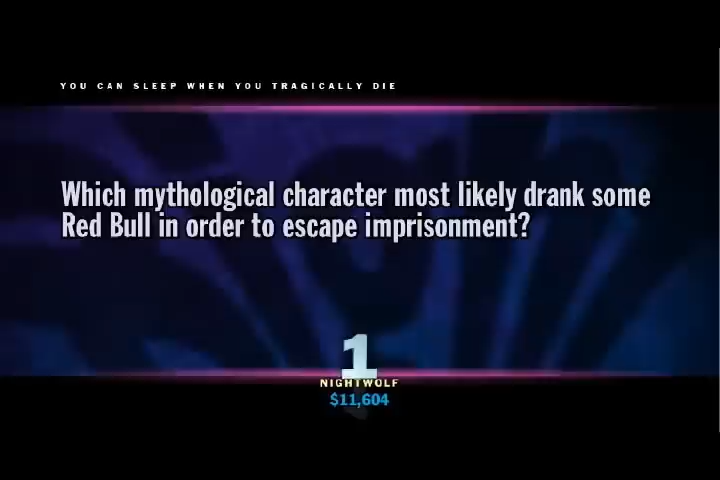 YOU CAN SLEEP WHEN YOU TRAGICALLY DIE
Which mythological character most likely drank some
Red Bull in order to escape imprisonment?
1
NIGHTWOLF
$11,604